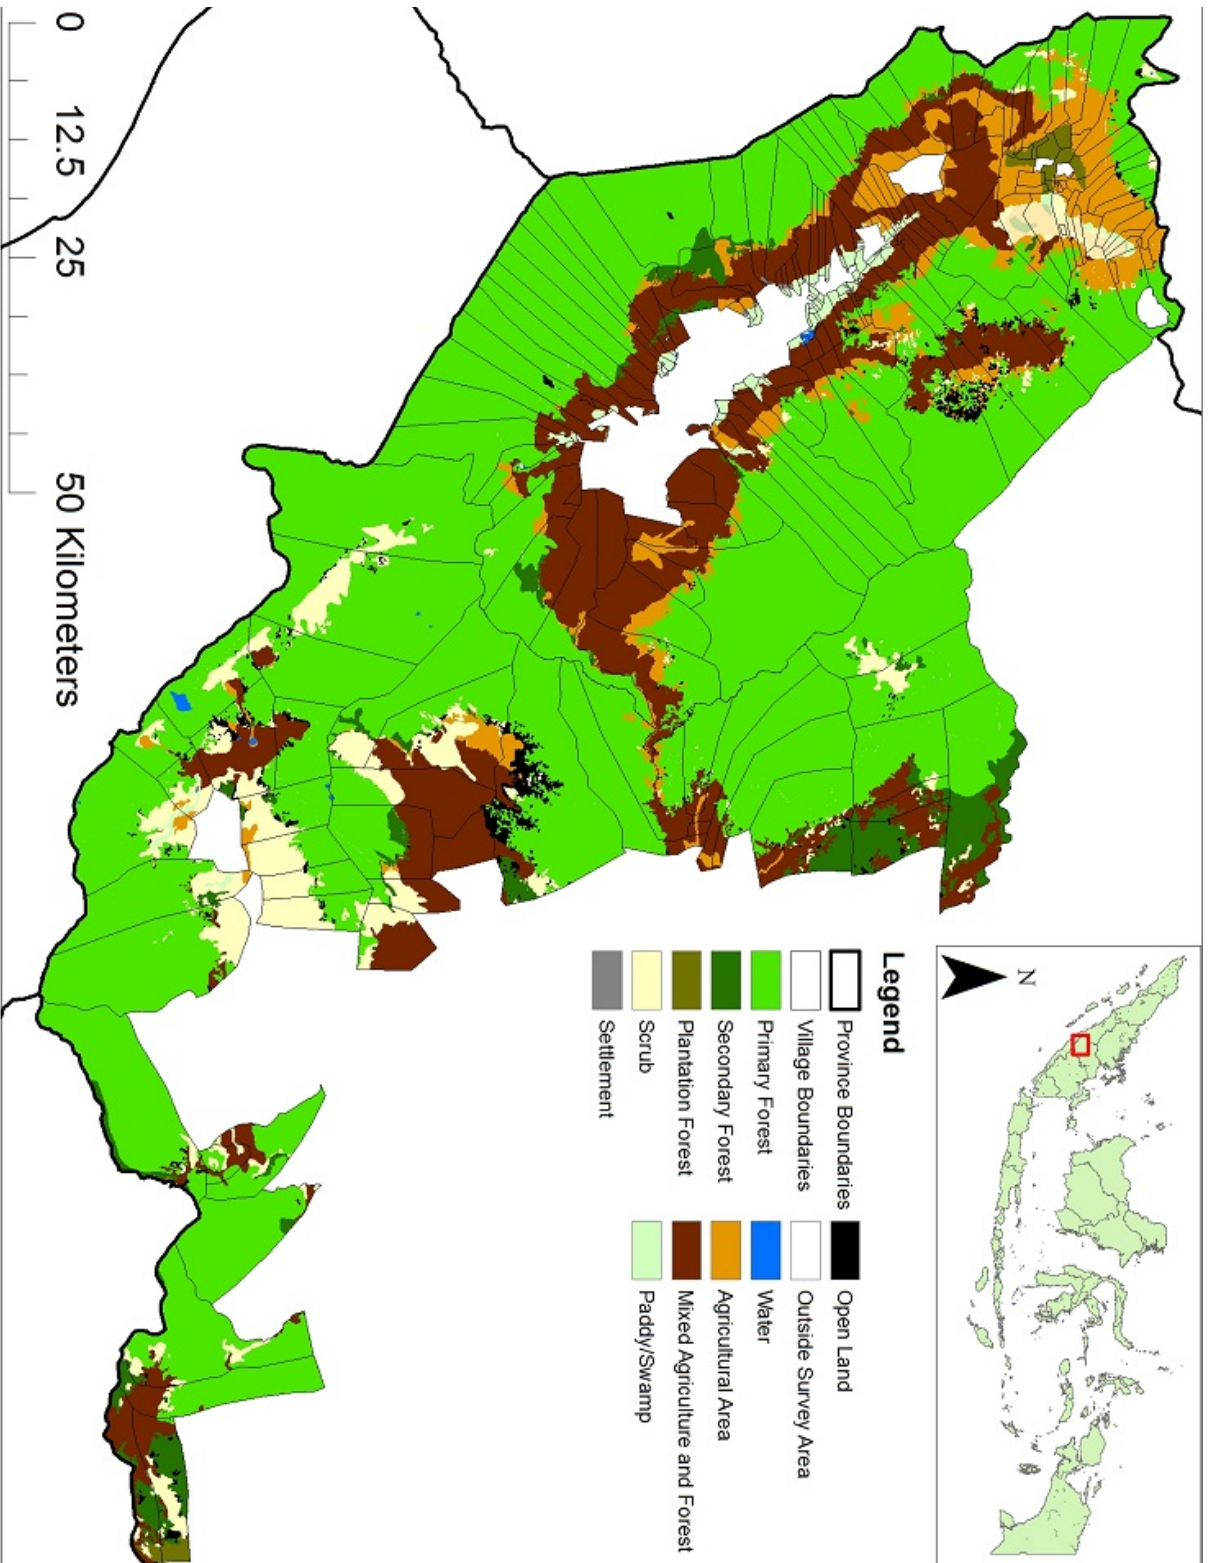 N
Legend
Province Boundaries
Village Boundaries
Primary Forest
Secondary Forest
Plantation Forest
Scrub
Settlement
Open Land
Outside Survey Area
Water
Agricultural Area
Mixed Agriculture and Forest
Paddy/Swamp
0 12.5 25 50 Kilometers